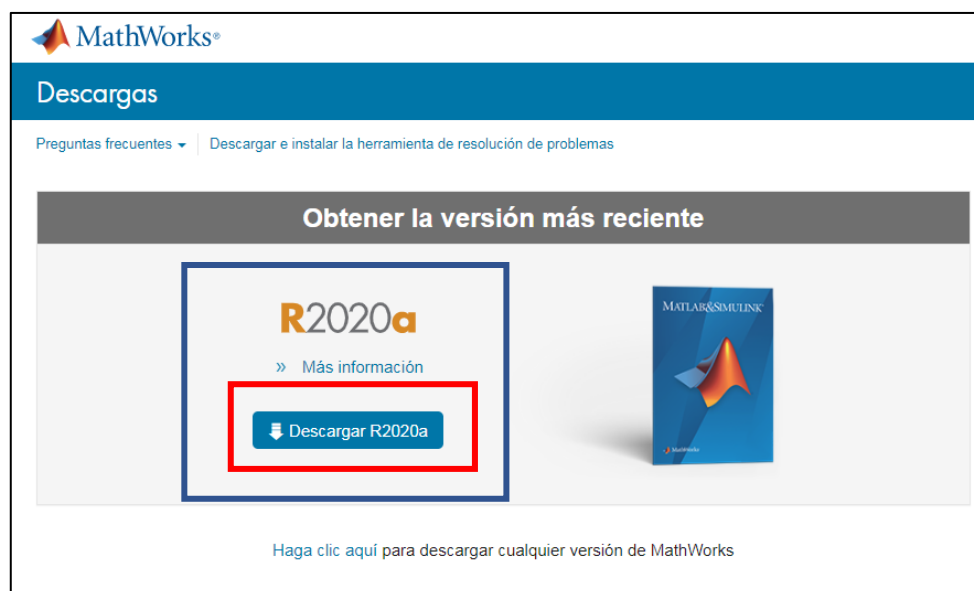 MathWorks®
Descargas
Preguntas frecuentes
Descargar e instalar la herramienta de resolución de problemas
Obtener la versión más reciente
R2020a
» Más información
MATLAB&SIMULINK®
Descargar R2020a
MathWorks
Haga clic aquí para descargar cualquier versión de MathWorks